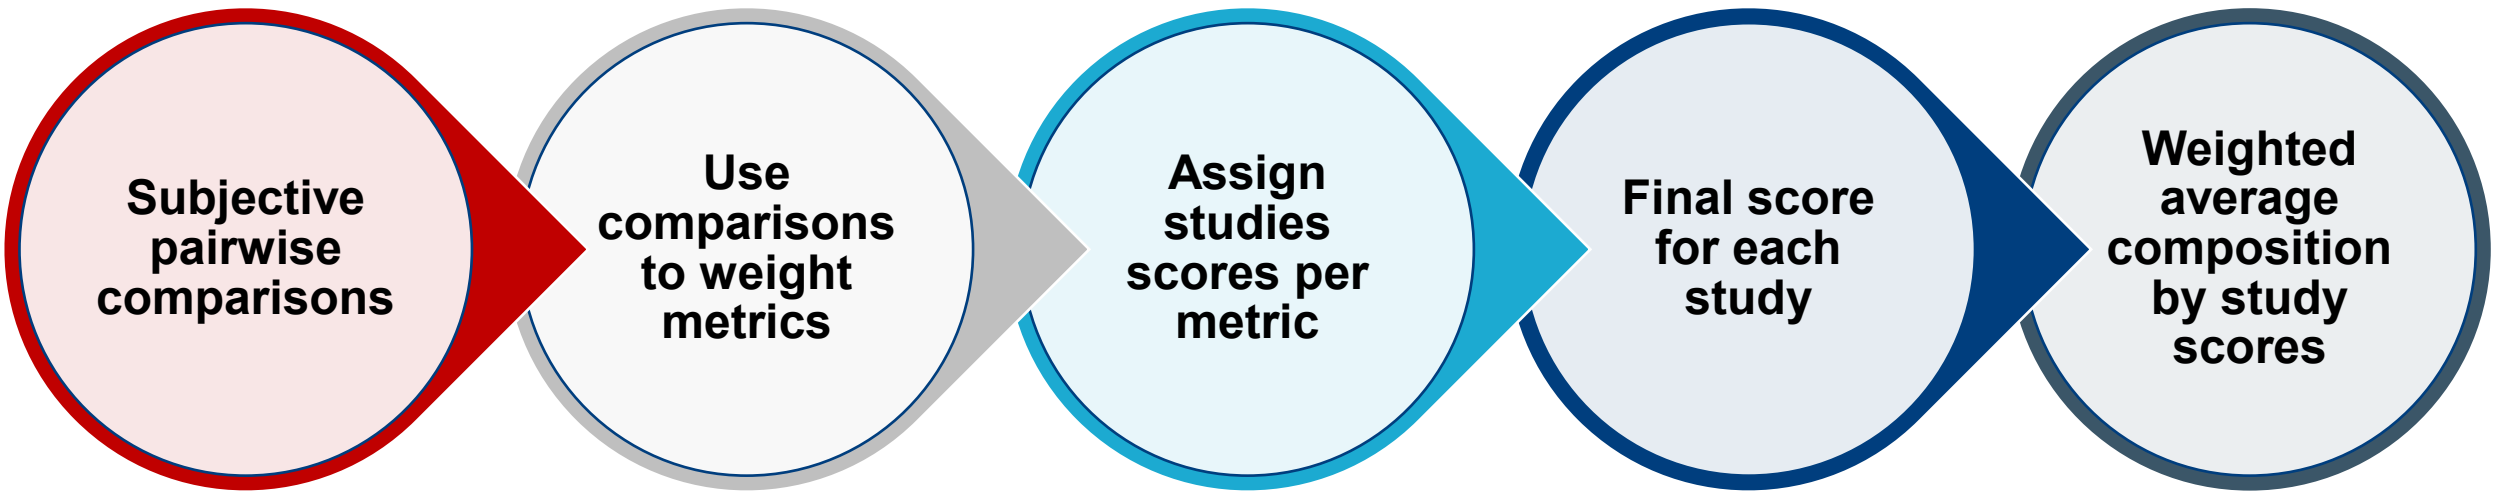 Subjective
pairwise
comparisons
Use
comparisons
to weight
metrics
Assign
studies
scores per
metric
Final score
for each
study
Weighted
average
composition
by study
scores